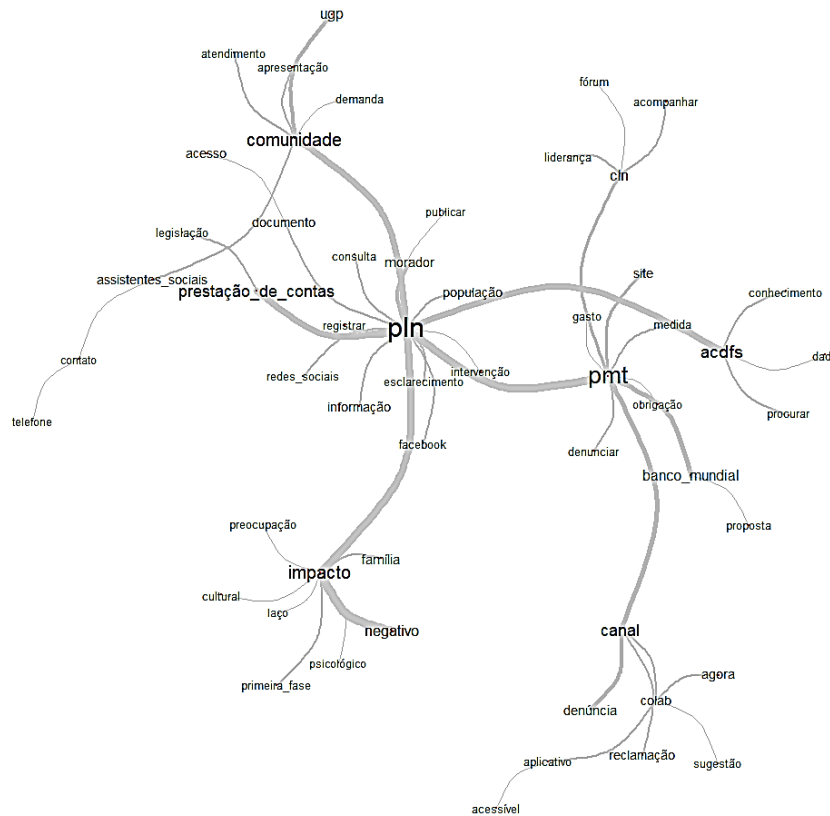 ugp
atendimento
apresentação
demanda
comunidade
fórum
acompanhar
acesso
liderança
cln
publicar
documento
legislação
consulta
morador
assistentes_sociais
prestação_de_contas
população
site
conhecimento
registrar
pln
gasto
medida
acdfs
contato
redes_sociais
esclarecimento
intervenção
pmt
informação
obrigação
procurar
telefone
facebook
denunciar
banco_mundial
preocupação
proposta
impacto
família
cultural
laço
negativo
canal
psicológico
primeira_fase
agora
colab
denúncia
aplicativo
reclamação
sugestão
acessível